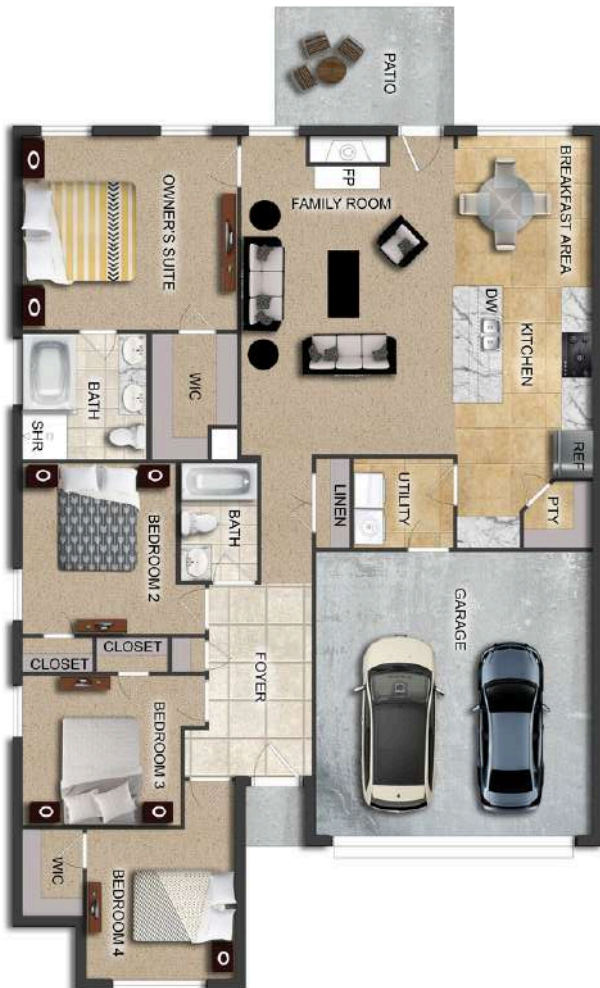 PATIO
BREAKFAST AREA
FP
FAMILY ROOM
OWNER'S SUITE
DW
KITCHEN
WIC
BATH
SHR
REF
PTY
UTILITY
LINEN
BATH
BEDROOM 2
GARAGE
FOYER
CLOSET
CLOSET
BEDROOM 3
WIC
BEDROOM 4